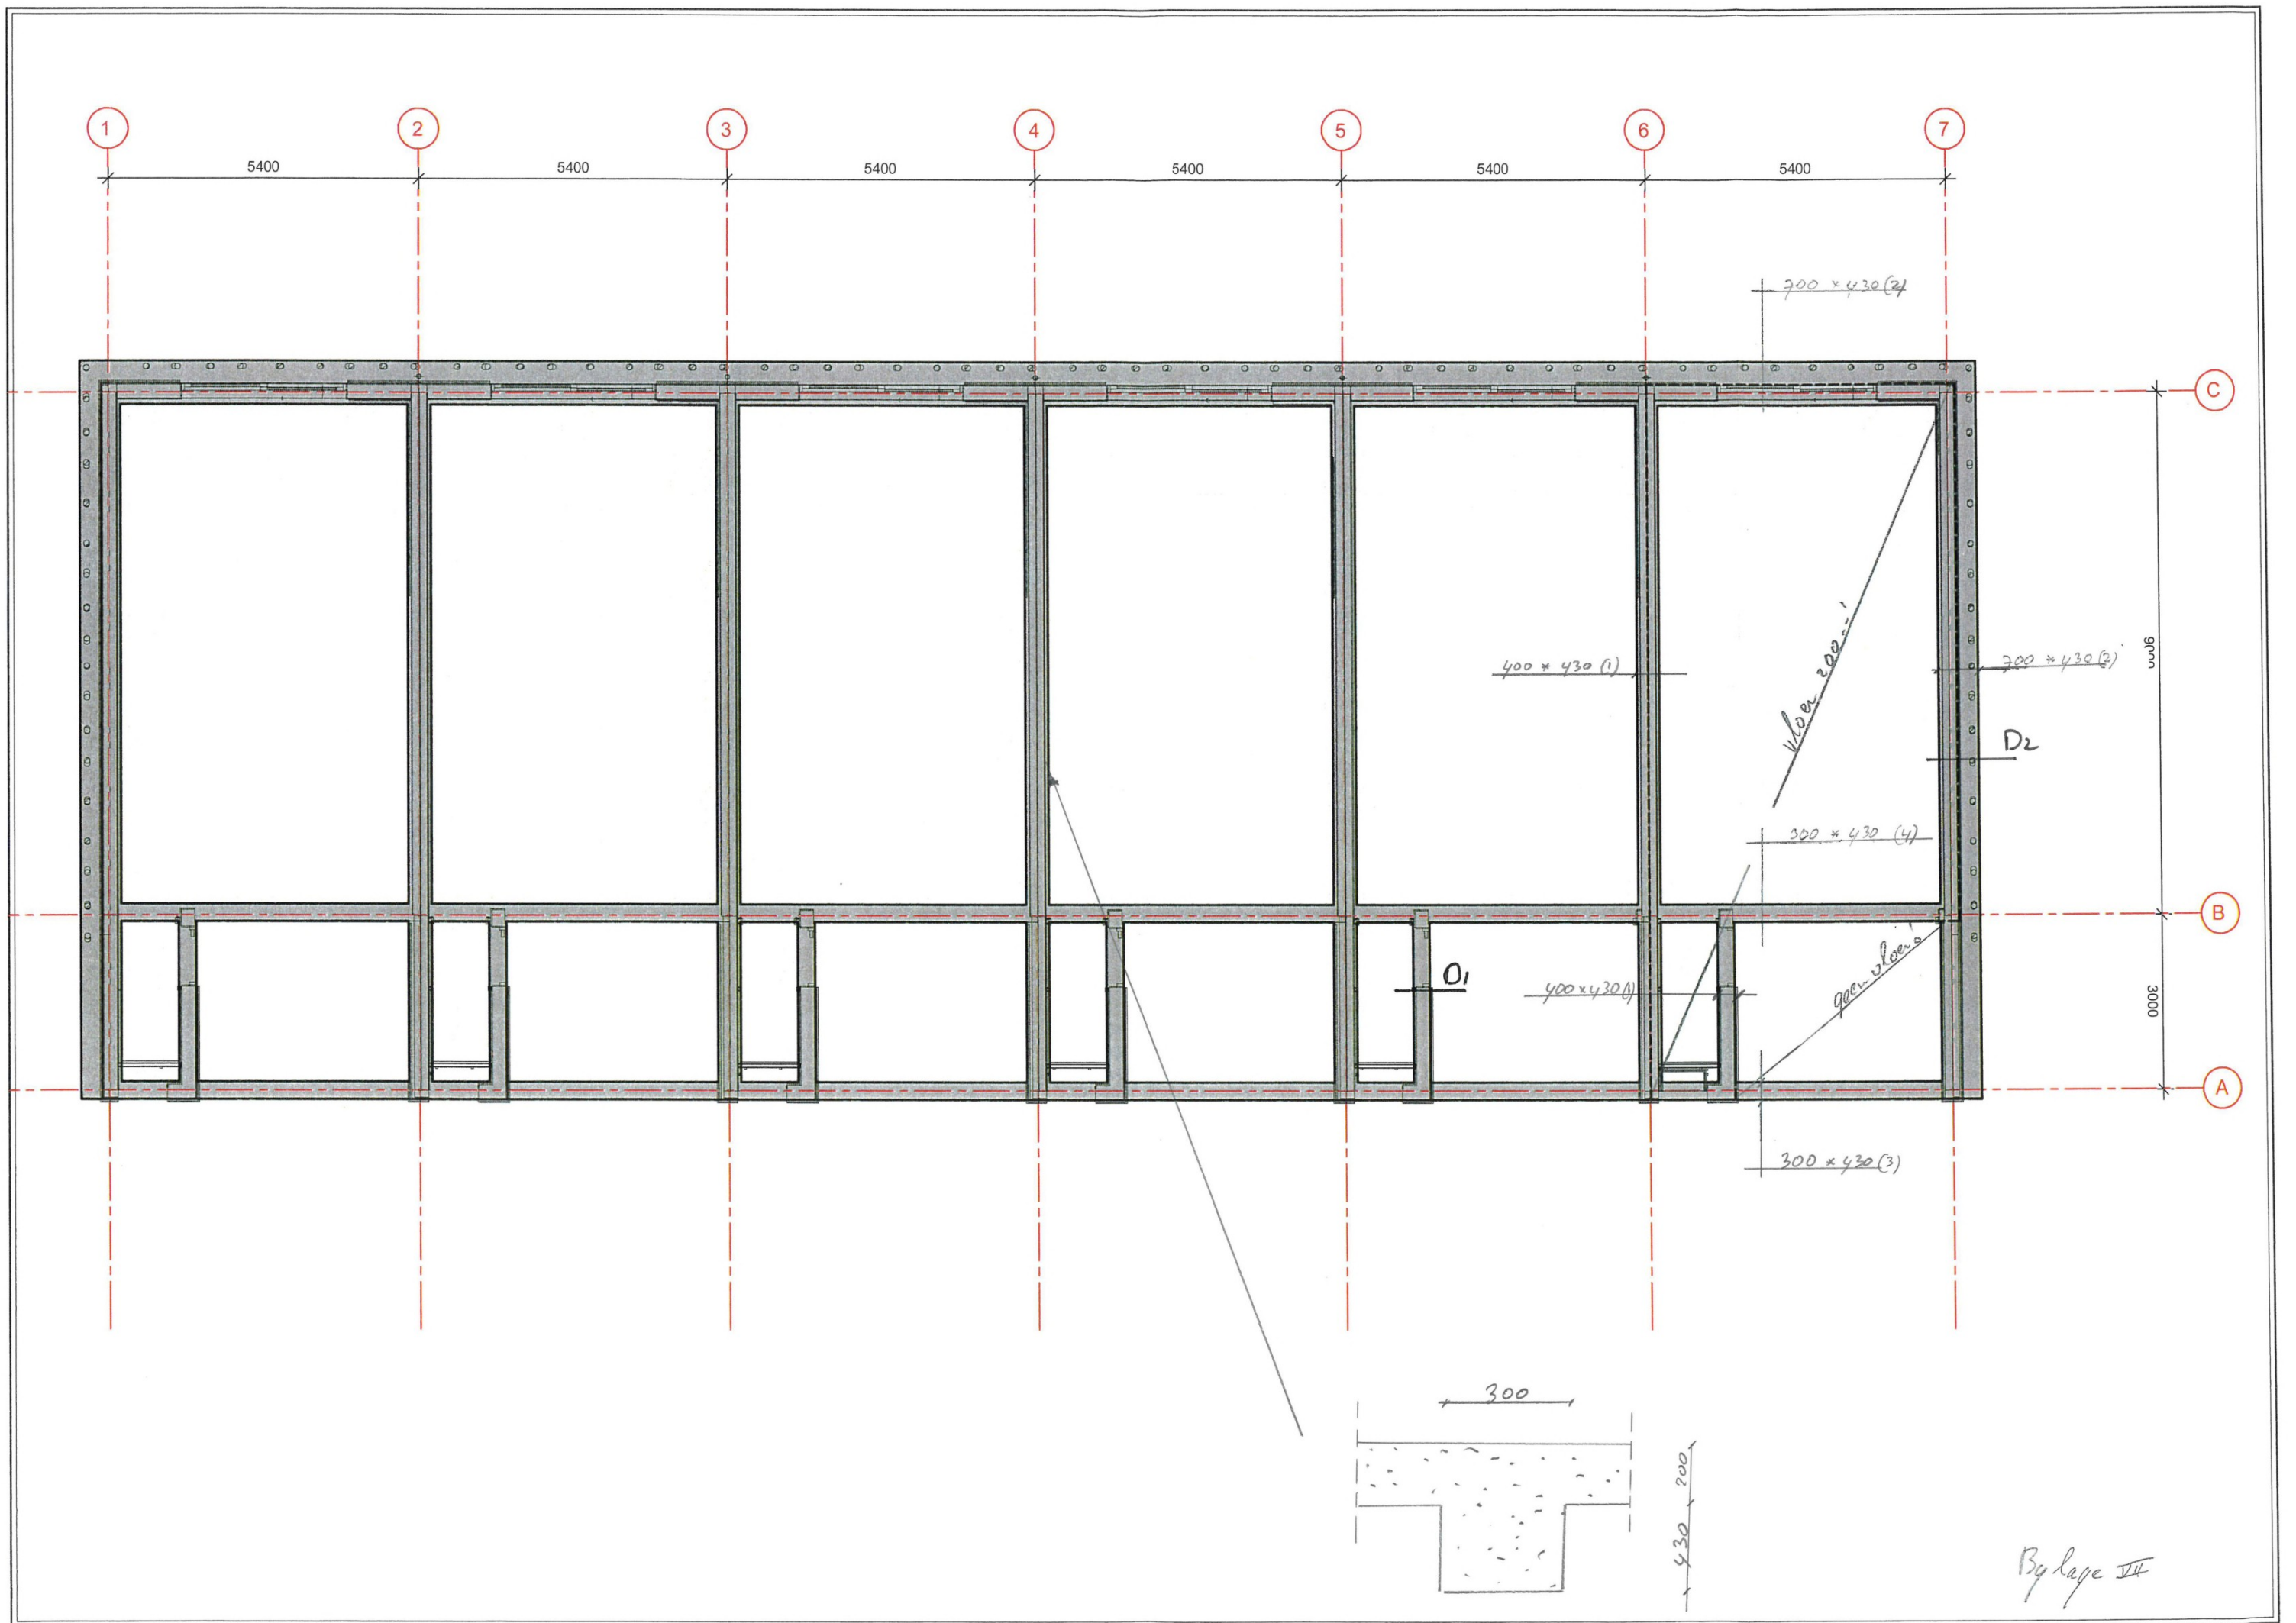 1 2 3 4 5 6 7
5400 5400 5400 5400 5400 5400
700 × 430 (2)
C
400 * 430 (1)
vloer 200
9000
700 * 430 (2)
D2
300 * 430 (4)
B
D1
400 × 430 (1)
geen vloer
3000
A
300 * 430 (3)
300
200
430
Bylage VII